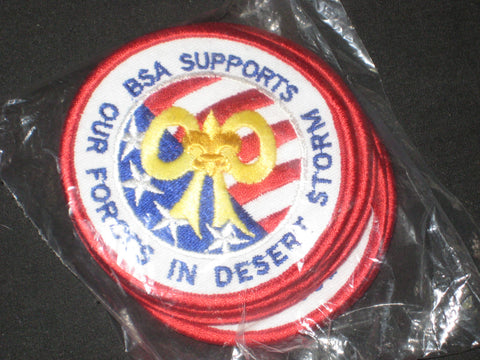 BSA SUPPORTS
OUR FORCES IN DESERT STORM